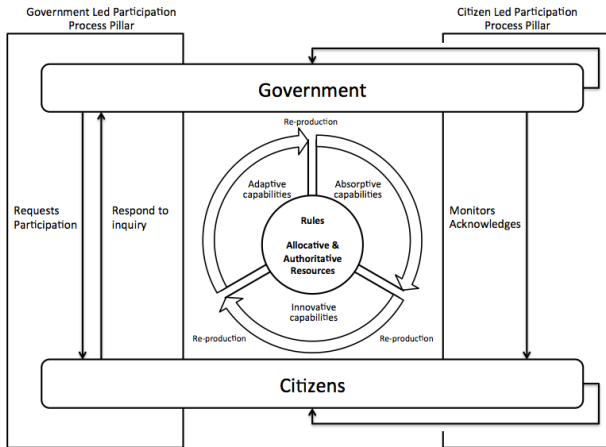 Government Led Participation
Process Pillar
Citizen Led Participation
Process Pillar
Government
Re-production
Adaptive
capabilities
Absorptive
capabilities
Requests
Participation
Respond to
inquiry
Rules
Allocative &
Authoritative
Resources
Monitors
Acknowledges
Innovative
capabilities
Re-production
Re-production
Citizens